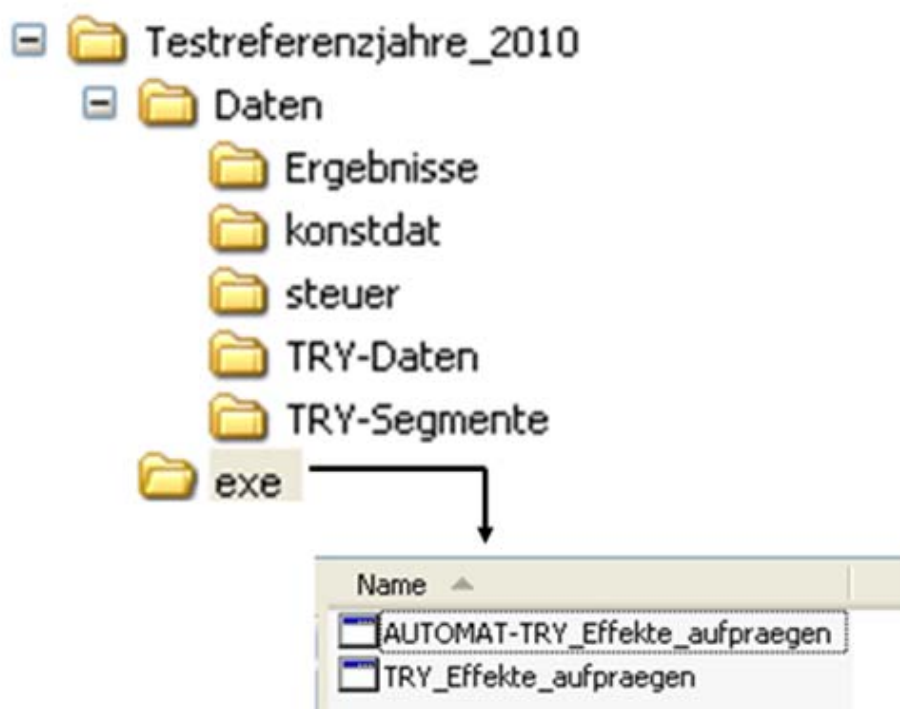 Testreferenzjahre_2010
Daten
Ergebnisse
konstdat
steuer
TRY-Daten
TRY-Segmente
exe
Name
AUTOMAT-TRY_Effekte_aufpraegen
TRY_Effekte_aufpraegen